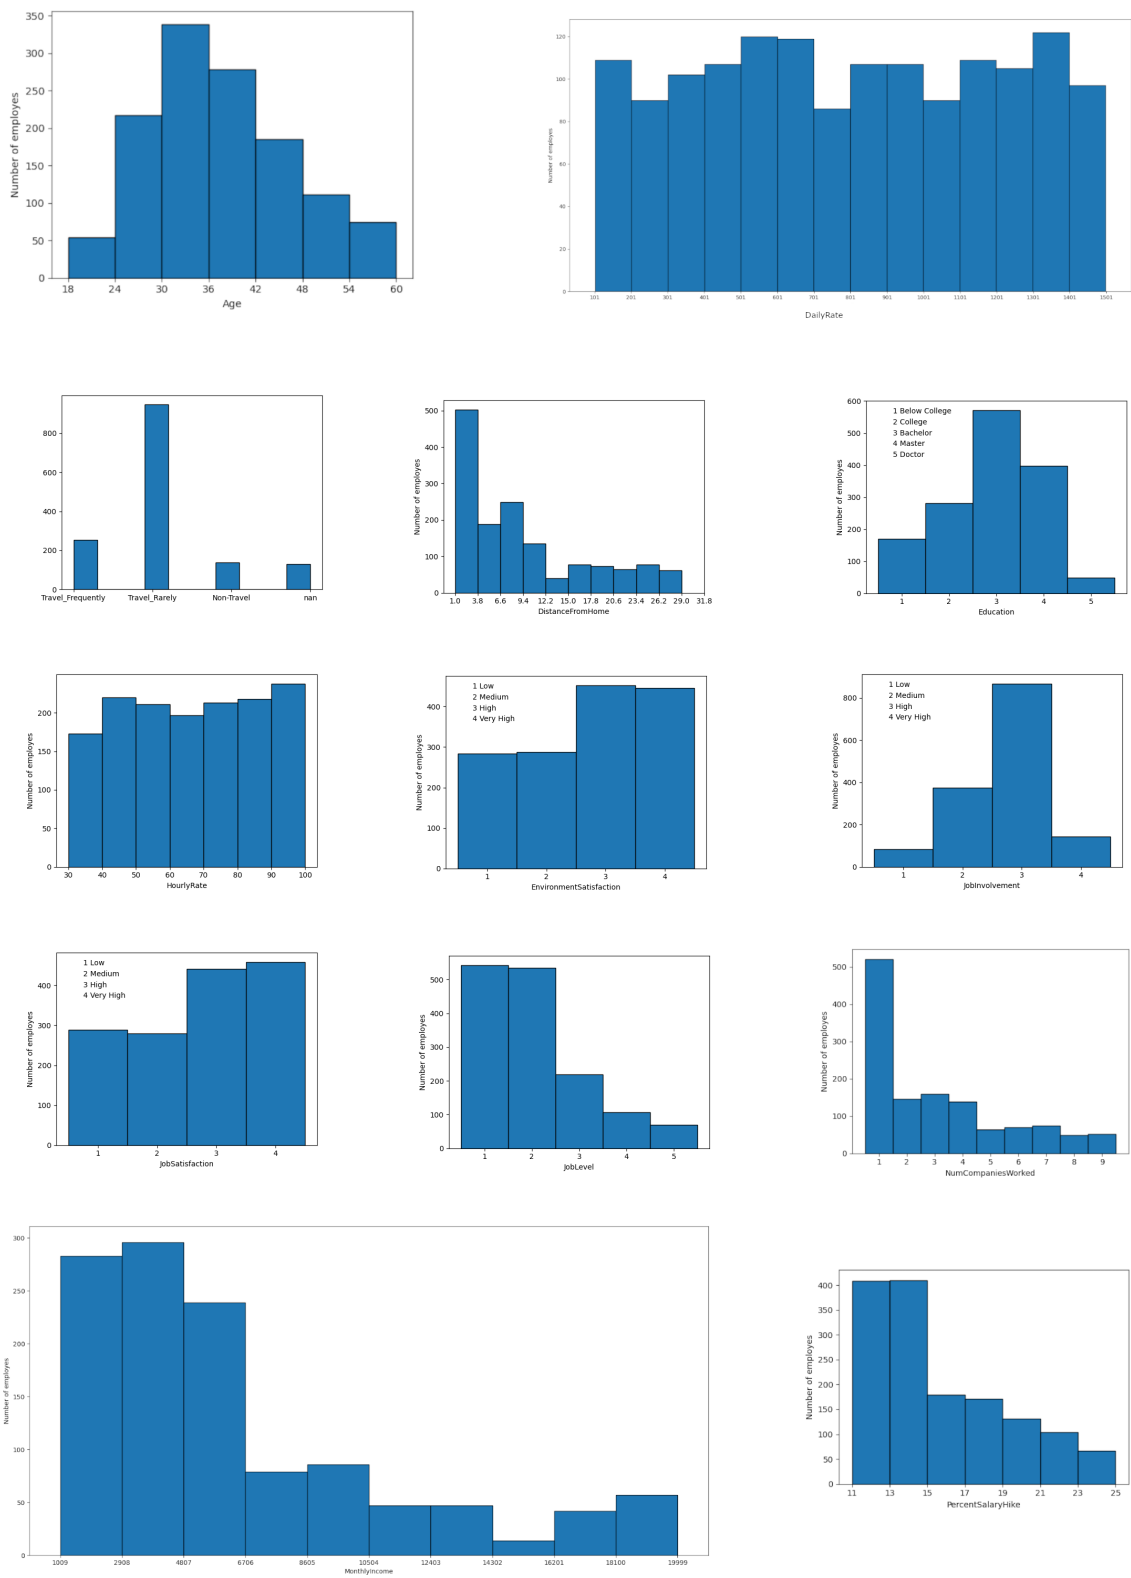 350
300
250
200
150
100
50
0
Number of employes
18 24 30 36 42 48 54 60
Age
120
100
80
60
40
20
0
Number of employes
101 201 301 401 501 601 701 801 901 1001 1101 1201 1301 1401 1501
DailyRate
800
600
400
200
0
Travel_Frequently Travel_Rarely Non-Travel nan
500
400
300
200
100
0
Number of employes
1.0 3.8 6.6 9.4 12.2 15.0 17.8 20.6 23.4 26.2 29.0 31.8
DistanceFromHome
600
500
400
300
200
100
0
Number of employes
1 Below College
2 College
3 Bachelor
4 Master
5 Doctor
1 2 3 4 5
Education
200
150
100
50
0
Number of employes
30 40 50 60 70 80 90 100
HourlyRate
400
300
200
100
0
Number of employes
1 Low
2 Medium
3 High
4 Very High
1 2 3 4
EnvironmentSatisfaction
800
600
400
200
0
Number of employes
1 Low
2 Medium
3 High
4 Very High
1 2 3 4
JobInvolvement
400
300
200
100
0
Number of employes
1 Low
2 Medium
3 High
4 Very High
1 2 3 4
JobSatisfaction
500
400
300
200
100
0
Number of employes
1 2 3 4 5
JobLevel
500
400
300
200
100
0
Number of employes
1 2 3 4 5 6 7 8 9
NumCompaniesWorked
300
250
200
150
100
50
0
Number of employes
1009 2908 4807 6706 8605 10504 12403 14302 16201 18100 19999
MonthlyIncome
400
350
300
250
200
150
100
50
0
Number of employes
11 13 15 17 19 21 23 25
PercentSalaryHike